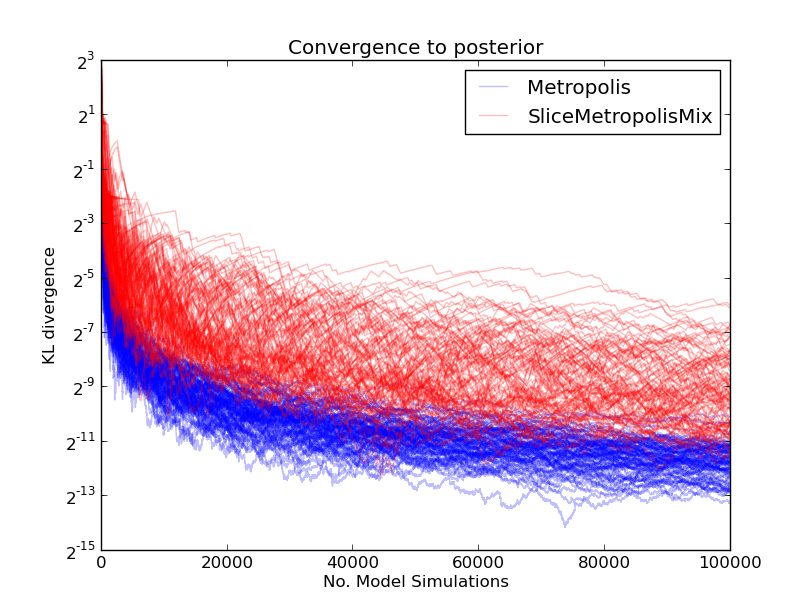 Convergence to posterior
Metropolis
SliceMetropolisMix
KL divergence
2^3
2^1
2^-1
2^-3
2^-5
2^-7
2^-9
2^-11
2^-13
2^-15
0 20000 40000 60000 80000 100000
No. Model Simulations